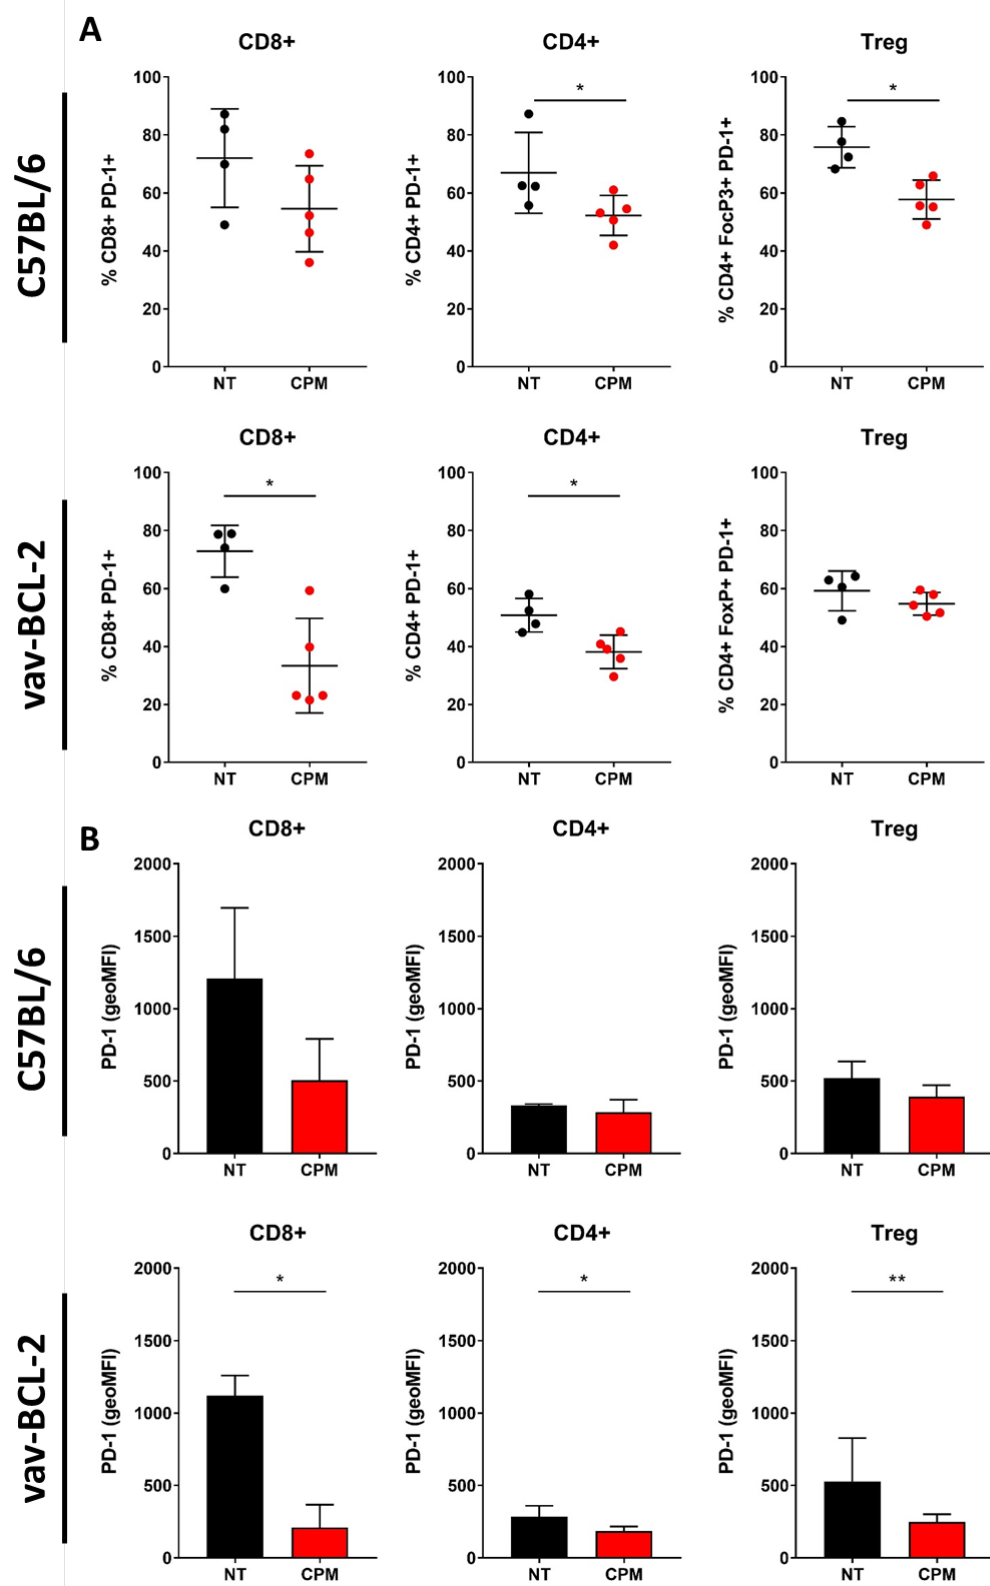 A
C57BL/6
CD8+
% CD8+ PD-1+
100
80
60
40
20
0
NT
CPM
CD4+
*
% CD4+ PD-1+
100
80
60
40
20
0
NT
CPM
Treg
*
% CD4+ FocP3+ PD-1+
100
80
60
40
20
0
NT
CPM
vav-BCL-2
CD8+
*
% CD8+ PD-1+
100
80
60
40
20
0
NT
CPM
CD4+
*
% CD4+ PD-1+
100
80
60
40
20
0
NT
CPM
Treg
% CD4+ FoxP+ PD-1+
100
80
60
40
20
0
NT
CPM
B
C57BL/6
CD8+
PD-1 (geoMFI)
2000
1500
1000
500
0
NT
CPM
CD4+
PD-1 (geoMFI)
2000
1500
1000
500
0
NT
CPM
Treg
PD-1 (geoMFI)
2000
1500
1000
500
0
NT
CPM
vav-BCL-2
CD8+
*
PD-1 (geoMFI)
2000
1500
1000
500
0
NT
CPM
CD4+
*
PD-1 (geoMFI)
2000
1500
1000
500
0
NT
CPM
Treg
**
PD-1 (geoMFI)
2000
1500
1000
500
0
NT
CPM